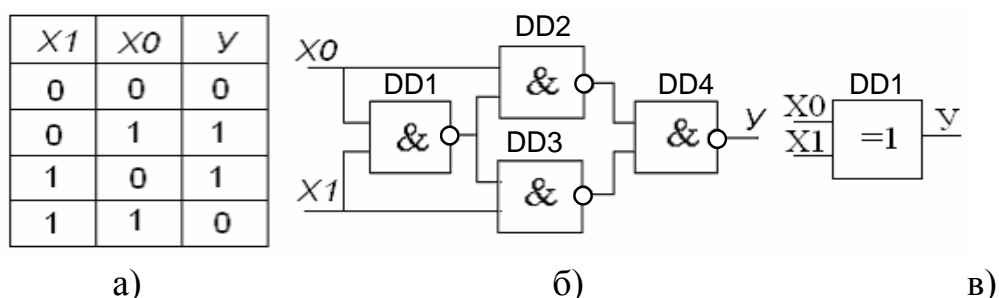 X1 X0 У
0 0 0
0 1 1
1 0 1
1 1 0
X0
X1
DD1
&
DD2
&
DD3
&
DD4
&
У
DD1
X0
X1
=1
У
а) б) в)